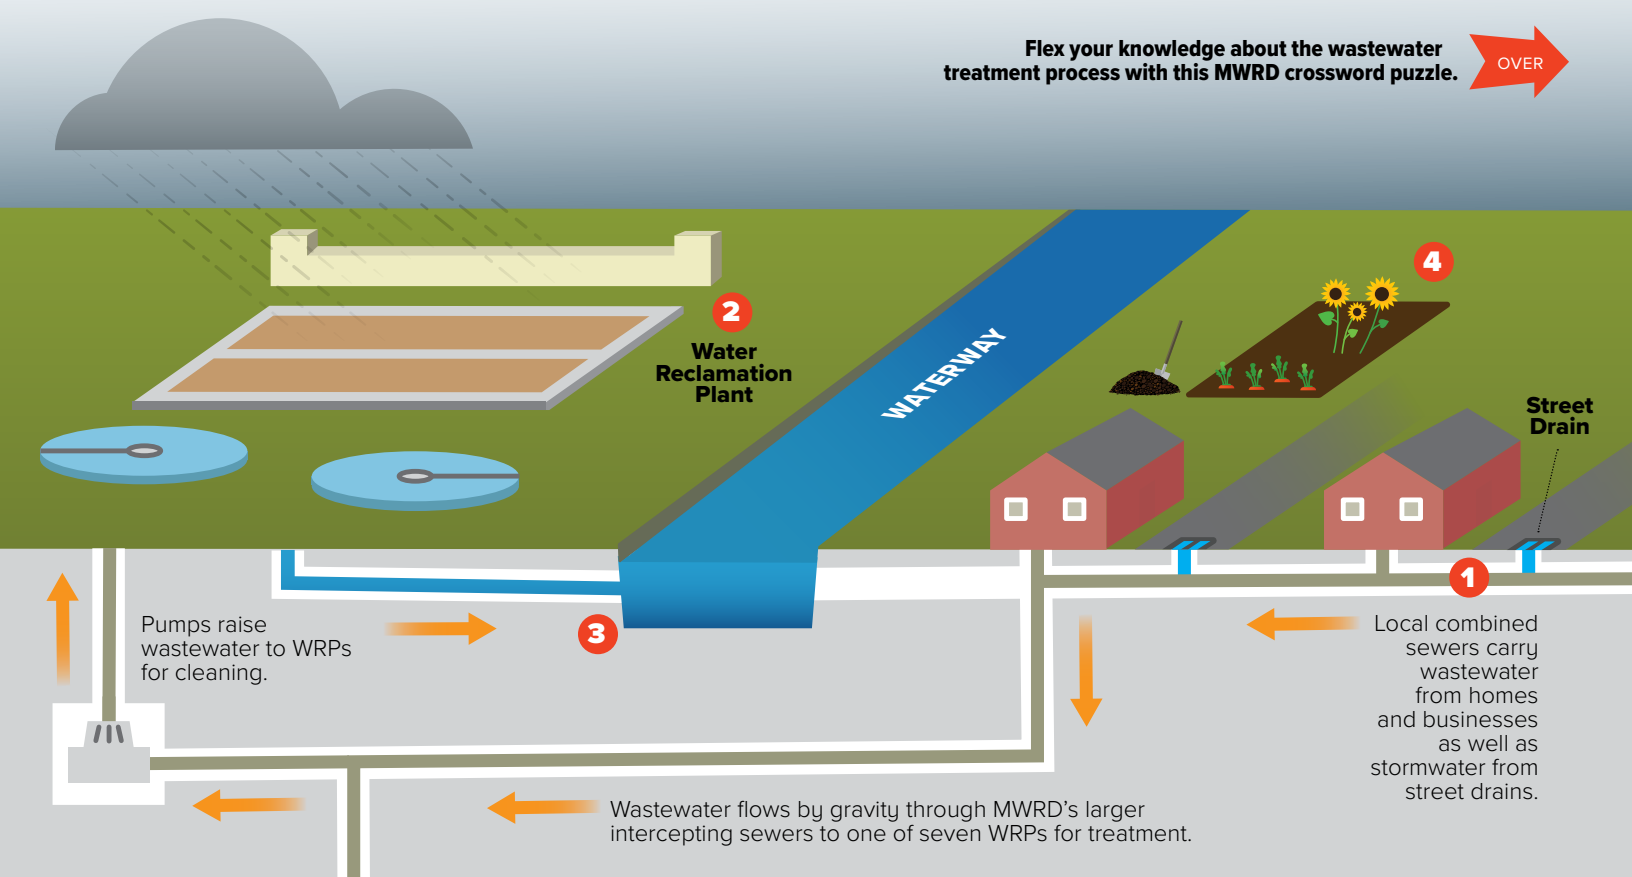 Flex your knowledge about the wastewater
treatment process with this MWRD crossword puzzle.
OVER
4
2
Water
Reclamation
Plant
WATERWAY
Street
Drain
1
Local combined
sewers carry
wastewater
from homes
and businesses
as well as
stormwater from
street drains.
3
Pumps raise
wastewater to WRPs
for cleaning.
Wastewater flows by gravity through MWRD’s larger
intercepting sewers to one of seven WRPs for treatment.